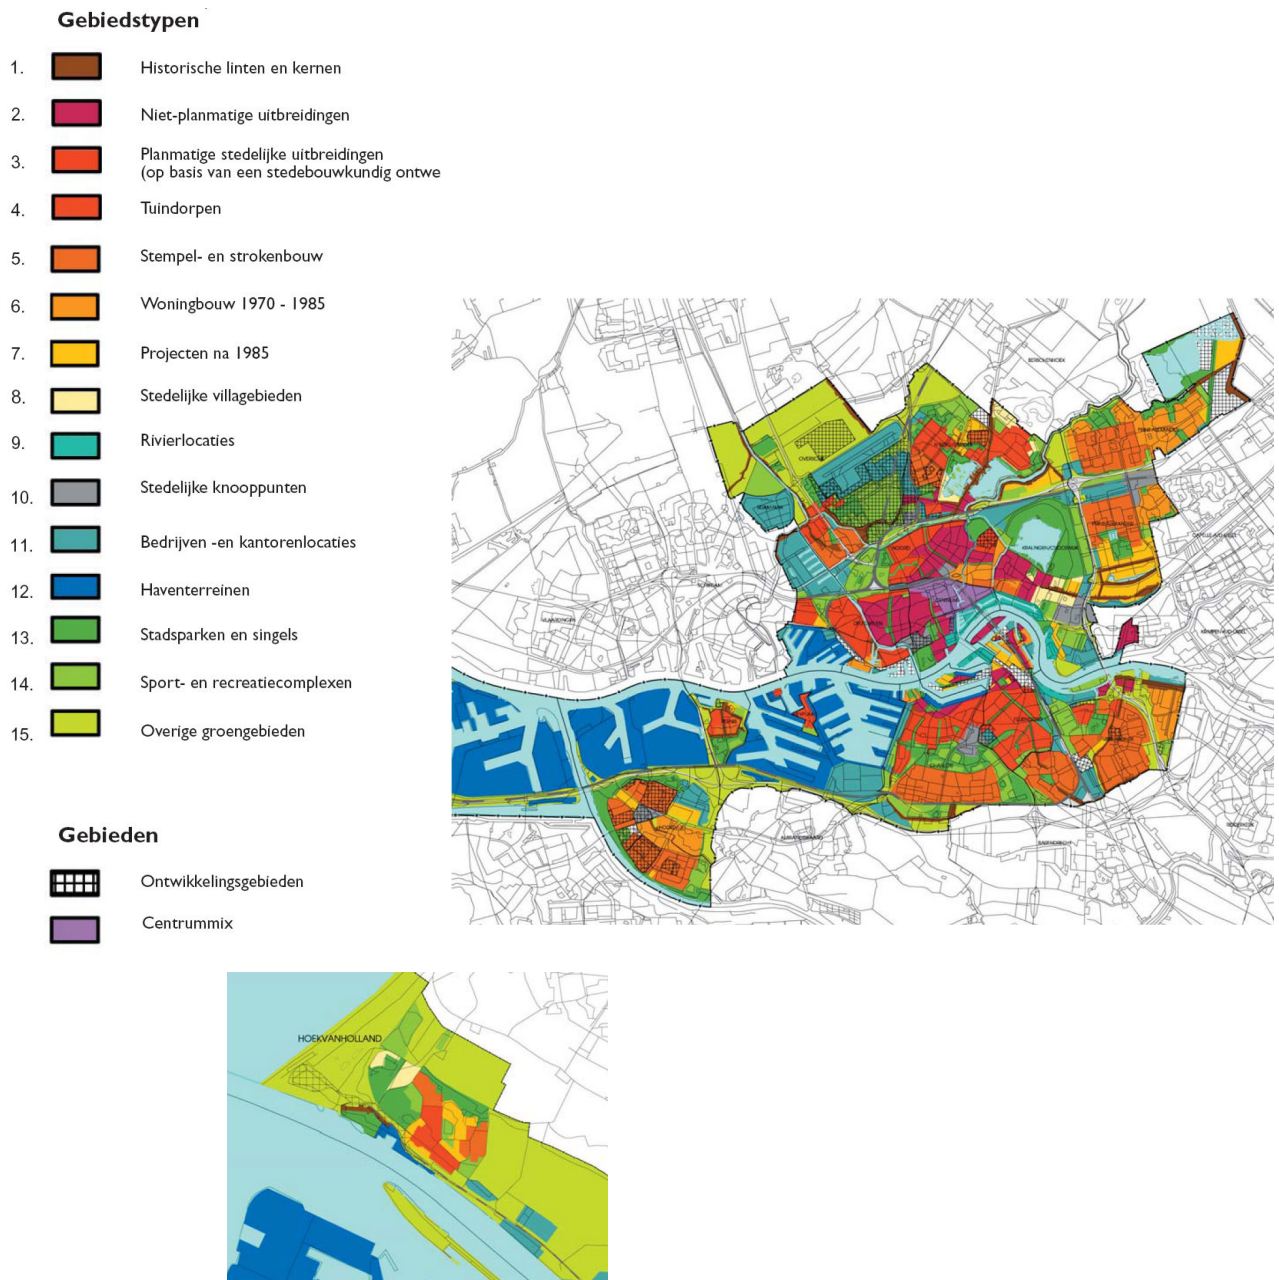 Gebiedstypen
1. Historische linten en kernen
2. Niet-planmatige uitbreidingen
3. Planmatige stedelijke uitbreidingen
(op basis van een stedebouwkundig ontwe
4. Tuindorpen
5. Stempel- en strokenbouw
6. Woningbouw 1970 - 1985
7. Projecten na 1985
8. Stedelijke villagebieden
9. Rivierlocaties
10. Stedelijke knooppunten
11. Bedrijven -en kantorenlocaties
12. Haventerreinen
13. Stadsparken en singels
14. Sport- en recreatiecomplexen
15. Overige groengebieden
Gebieden
Ontwikkelingsgebieden
Centrummix
VLAARDINGEN
NOORD
BARENDRECHT
HOEKVANHOLLAND